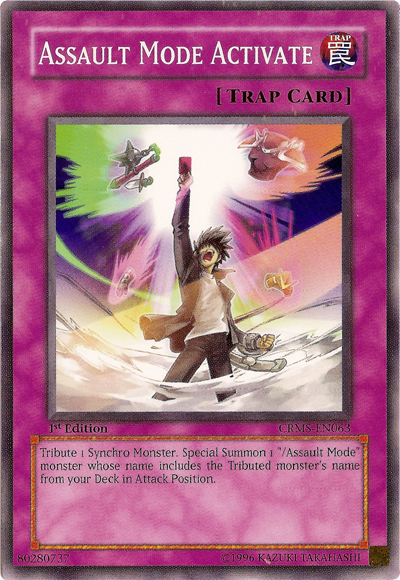 ASSAULT MODE ACTIVATE
TRAP
罠
[TRAP CARD]
1st Edition
CRMS-EN063
Tribute 1 Synchro Monster. Special Summon 1 "/Assault Mode"
monster whose name includes the Tributed monster's name
from your Deck in Attack Position.
80280737
©1996 KAZUKI TAKAHASHI